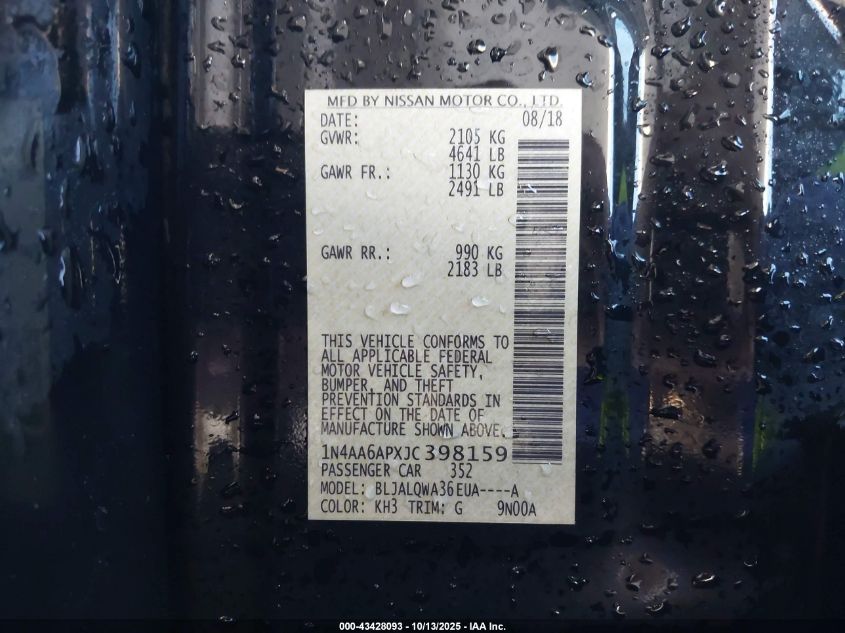 MFD BY NISSAN MOTOR CO., LTD.
DATE: 08/18
GVWR: 2105 KG
4641 LB
GAWR FR.: 1130 KG
2491 LB
GAWR RR.: 990 KG
2183 LB
THIS VEHICLE CONFORMS TO
ALL APPLICABLE FEDERAL
MOTOR VEHICLE SAFETY,
BUMPER, AND THEFT
PREVENTION STANDARDS IN
EFFECT ON THE DATE OF
MANUFACTURE SHOWN ABOVE.
1N4AA6APXJC398159
PASSENGER CAR 352
MODEL: BLJALQWA36EUA----A
COLOR: KH3 TRIM: G 9N00A
000-43428093 - 10/13/2025 - IAA Inc.